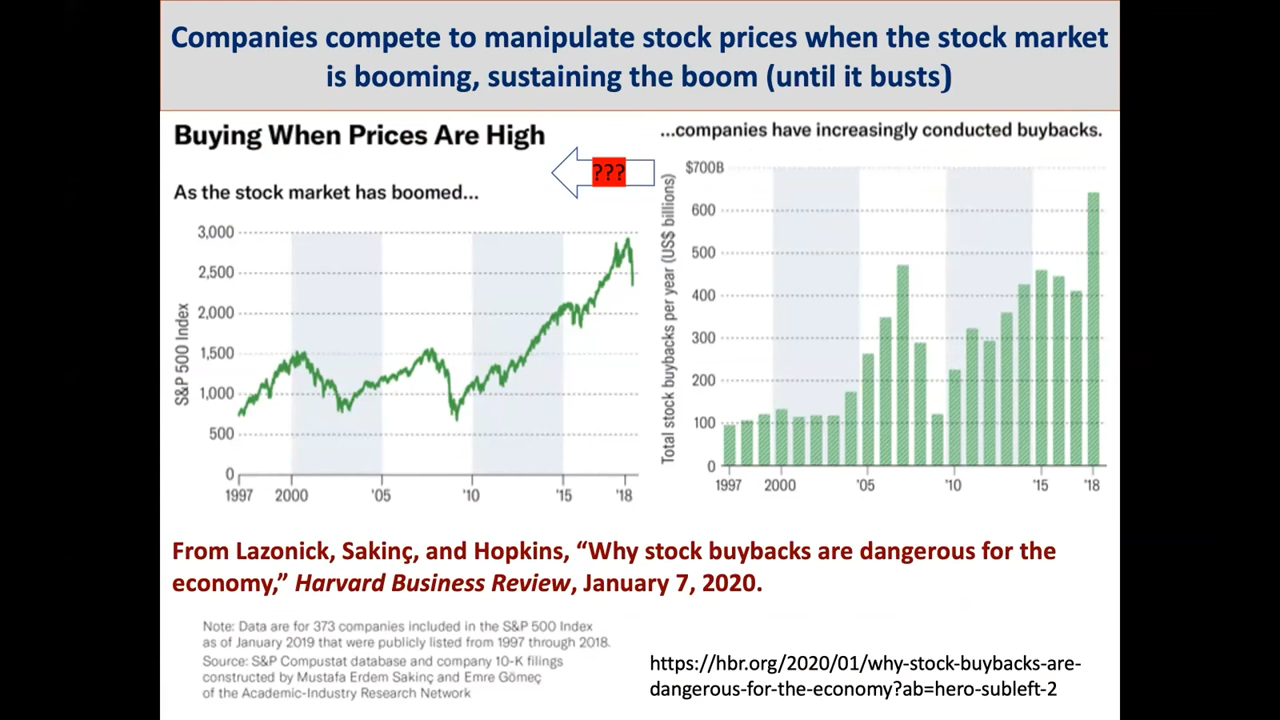 Companies compete to manipulate stock prices when the stock market
is booming, sustaining the boom (until it busts)
Buying When Prices Are High
As the stock market has boomed...
???
...companies have increasingly conducted buybacks.
S&P 500 Index
3,000
2,500
2,000
1,500
1,000
500
0
1997
2000
'05
'10
'15
'18
Total stock buybacks per year (US$ billions)
$700B
600
500
400
300
200
100
0
1997
2000
'05
'10
'15
'18
From Lazonick, Sakinç, and Hopkins, “Why stock buybacks are dangerous for the
economy,” Harvard Business Review, January 7, 2020.
Note: Data are for 373 companies included in the S&P 500 Index
as of January 2019 that were publicly listed from 1997 through 2018.
Source: S&P Compustat database and company 10-K filings
constructed by Mustafa Erdem Sakinç and Emre Gömeç
of the Academic-Industry Research Network
https://hbr.org/2020/01/why-stock-buybacks-are-
dangerous-for-the-economy?ab=hero-subleft-2